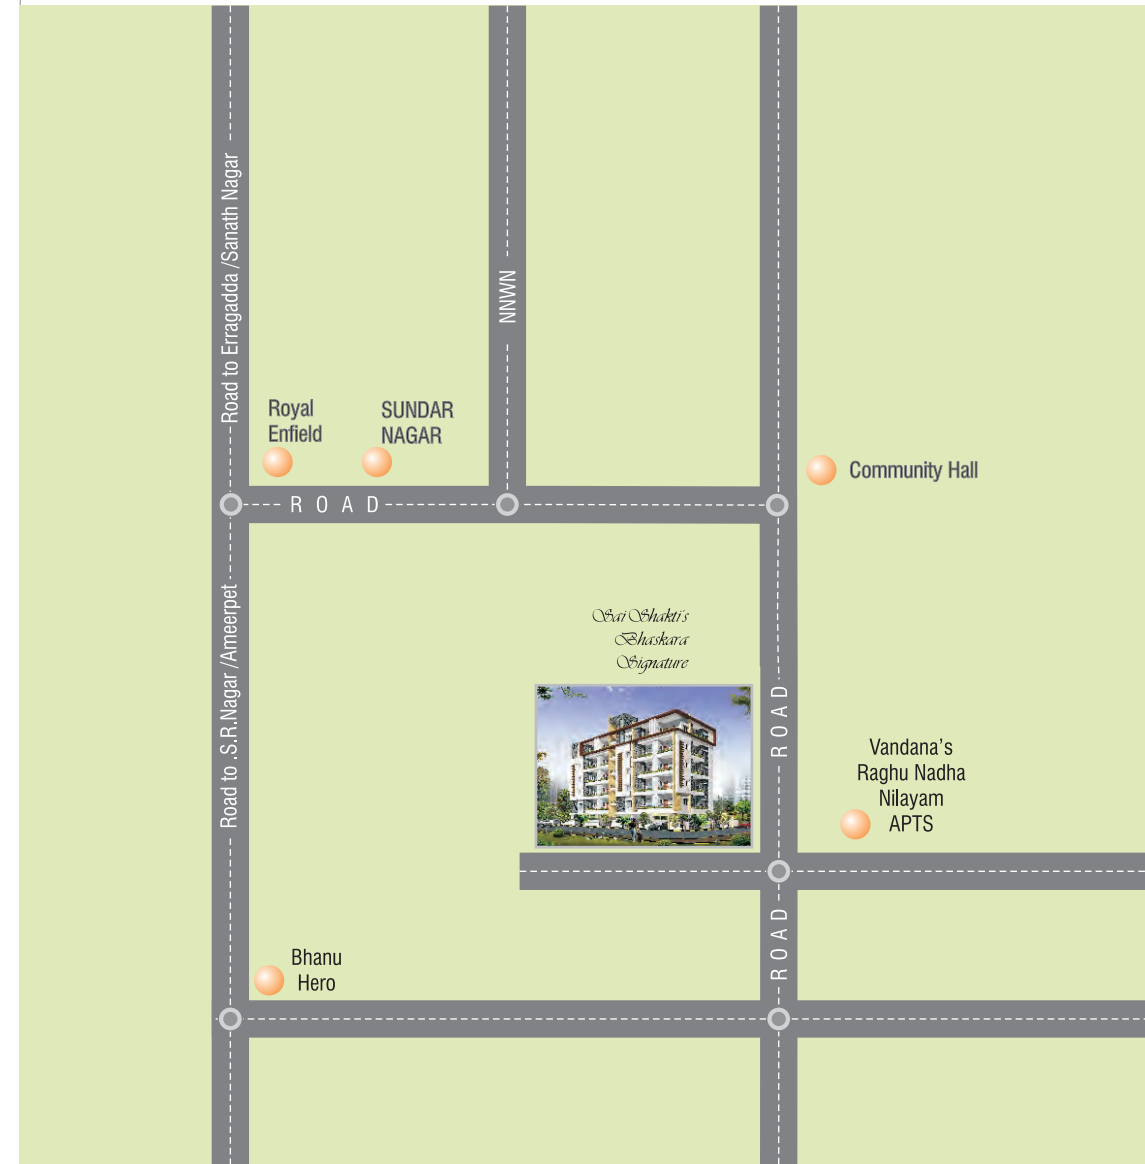 Road to Erragadda /Sanath Nagar
NNWN
Royal
Enfield
SUNDAR
NAGAR
Community Hall
ROAD
Road to .S.R.Nagar /Ameerpet
Sai Shakti's
Bhaskara
Signature
ROAD
Vandana's
Raghu Nadha
Nilayam
APTS
ROAD
Bhanu
Hero